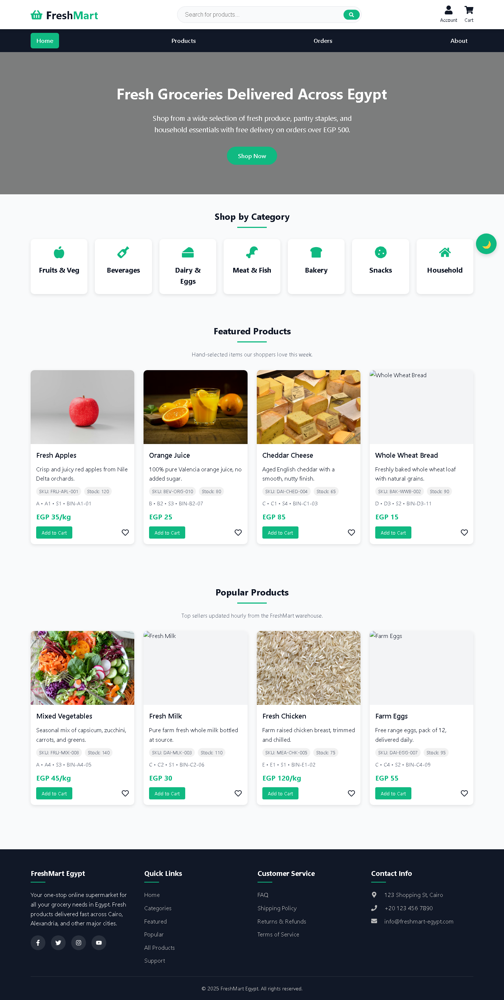 FreshMart
Search for products...
Account
Cart
Home
Products
Orders
About
Fresh Groceries Delivered Across Egypt
Shop from a wide selection of fresh produce, pantry staples, and
household essentials with free delivery on orders over EGP 500.
Shop Now
Shop by Category
Fruits & Veg
Beverages
Dairy &
Eggs
Meat & Fish
Bakery
Snacks
Household
Featured Products
Hand-selected items our shoppers love this week.
Fresh Apples
Crisp and juicy red apples from Nile
Delta orchards.
SKU: FRU-APL-001
Stock: 120
A • A1 • S1 • BIN-A1-01
EGP 35/kg
Add to Cart
Orange Juice
100% pure Valencia orange juice, no
added sugar.
SKU: BEV-ORG-010
Stock: 80
B • B2 • S3 • BIN-B2-07
EGP 25
Add to Cart
Cheddar Cheese
Aged English cheddar with a
smooth, nutty finish.
SKU: DAI-CHED-004
Stock: 65
C • C1 • S4 • BIN-C1-03
EGP 85
Add to Cart
Whole Wheat Bread
Whole Wheat Bread
Freshly baked whole wheat loaf
with natural grains.
SKU: BAK-WWB-002
Stock: 90
D • D3 • S2 • BIN-D3-11
EGP 15
Add to Cart
Popular Products
Top sellers updated hourly from the FreshMart warehouse.
Mixed Vegetables
Seasonal mix of capsicum, zucchini,
carrots, and greens.
SKU: FRU-MIX-008
Stock: 140
A • A4 • S3 • BIN-A4-05
EGP 45/kg
Add to Cart
Fresh Milk
Fresh Milk
Pure farm fresh whole milk bottled
at source.
SKU: DAI-MLK-003
Stock: 110
C • C2 • S1 • BIN-C2-06
EGP 30
Add to Cart
Fresh Chicken
Farm raised chicken breast, trimmed
and chilled.
SKU: MEA-CHK-005
Stock: 75
E • E1 • S1 • BIN-E1-02
EGP 120/kg
Add to Cart
Farm Eggs
Farm Eggs
Free range eggs, pack of 12,
delivered daily.
SKU: DAI-EGG-007
Stock: 95
C • C4 • S2 • BIN-C4-09
EGP 55
Add to Cart
FreshMart Egypt
Your one-stop online supermarket for
all your grocery needs in Egypt. Fresh
products delivered fast across Cairo,
Alexandria, and other major cities.
Quick Links
Home
Categories
Featured
Popular
All Products
Support
Customer Service
FAQ
Shipping Policy
Returns & Refunds
Terms of Service
Contact Info
123 Shopping St, Cairo
+20 123 456 7890
info@freshmart-egypt.com
© 2025 FreshMart Egypt. All rights reserved.